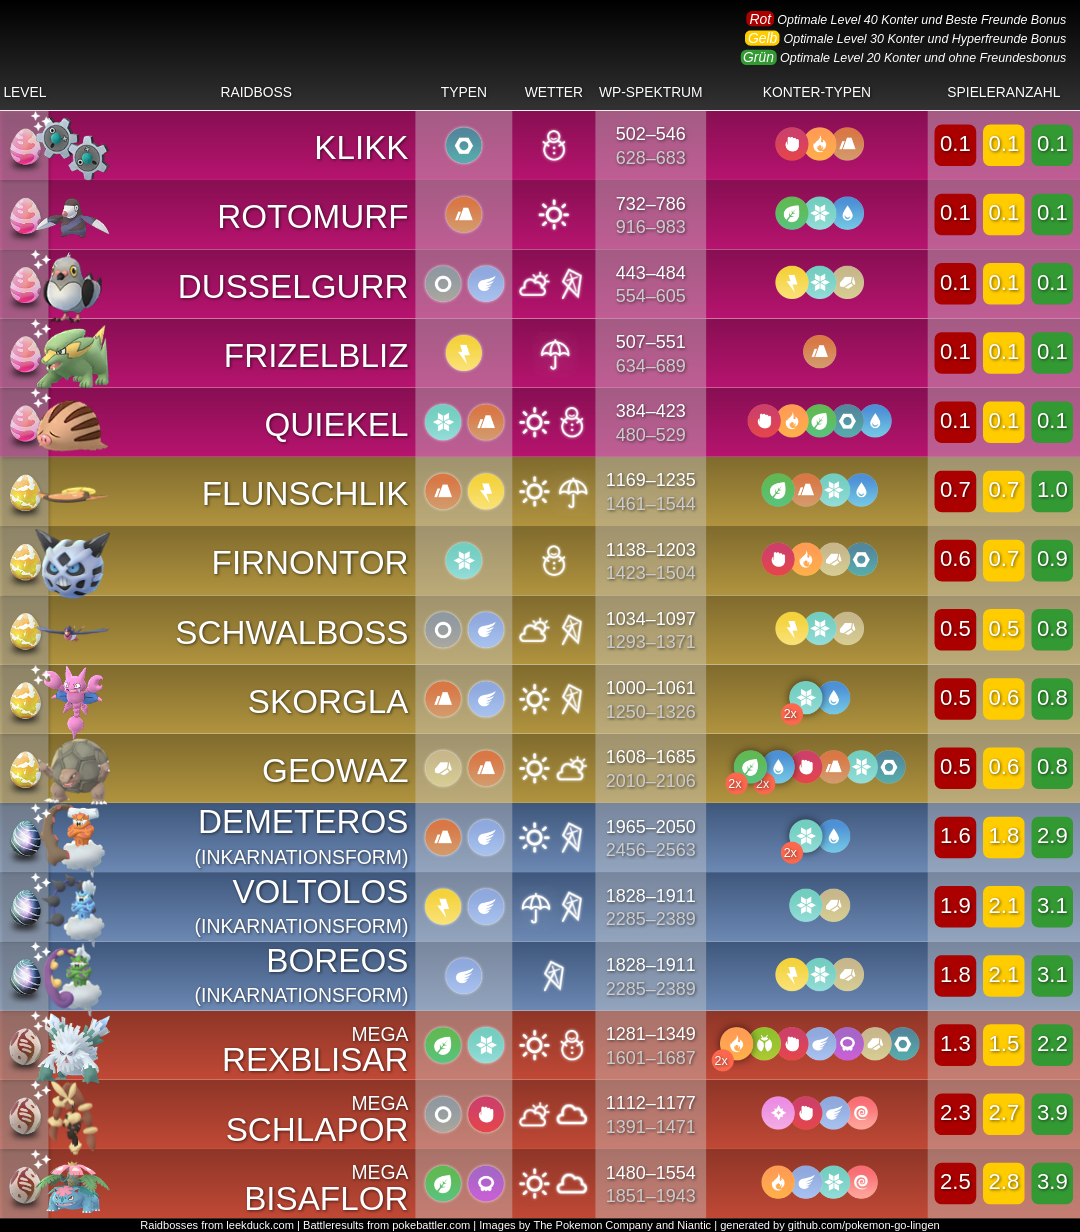 Rot Optimale Level 40 Konter und Beste Freunde Bonus
Gelb Optimale Level 30 Konter und Hyperfreunde Bonus
Grün Optimale Level 20 Konter und ohne Freundesbonus
LEVEL RAIDBOSS TYPEN WETTER WP-SPEKTRUM KONTER-TYPEN SPIELERANZAHL
KLIKK 502–546 628–683 0.1 0.1 0.1
ROTOMURF 732–786 916–983 0.1 0.1 0.1
DUSSELGURR 443–484 554–605 0.1 0.1 0.1
FRIZELBLIZ 507–551 634–689 0.1 0.1 0.1
QUIEKEL 384–423 480–529 0.1 0.1 0.1
FLUNSCHLIK 1169–1235 1461–1544 0.7 0.7 1.0
FIRNONTOR 1138–1203 1423–1504 0.6 0.7 0.9
SCHWALBOSS 1034–1097 1293–1371 0.5 0.5 0.8
SKORGLA 1000–1061 1250–1326 2x 0.5 0.6 0.8
GEOWAZ 1608–1685 2010–2106 2x 2x 0.5 0.6 0.8
DEMETEROS 1965–2050
(INKARNATIONSFORM) 2456–2563 2x 1.6 1.8 2.9
VOLTOLOS 1828–1911
(INKARNATIONSFORM) 2285–2389 1.9 2.1 3.1
BOREOS 1828–1911
(INKARNATIONSFORM) 2285–2389 1.8 2.1 3.1
MEGA 1281–1349
REXBLISAR 1601–1687 2x 1.3 1.5 2.2
MEGA 1112–1177
SCHLAPOR 1391–1471 2.3 2.7 3.9
MEGA 1480–1554
BISAFLOR 1851–1943 2.5 2.8 3.9
Raidbosses from leekduck.com | Battleresults from pokebattler.com | Images by The Pokemon Company and Niantic | generated by github.com/pokemon-go-lingen